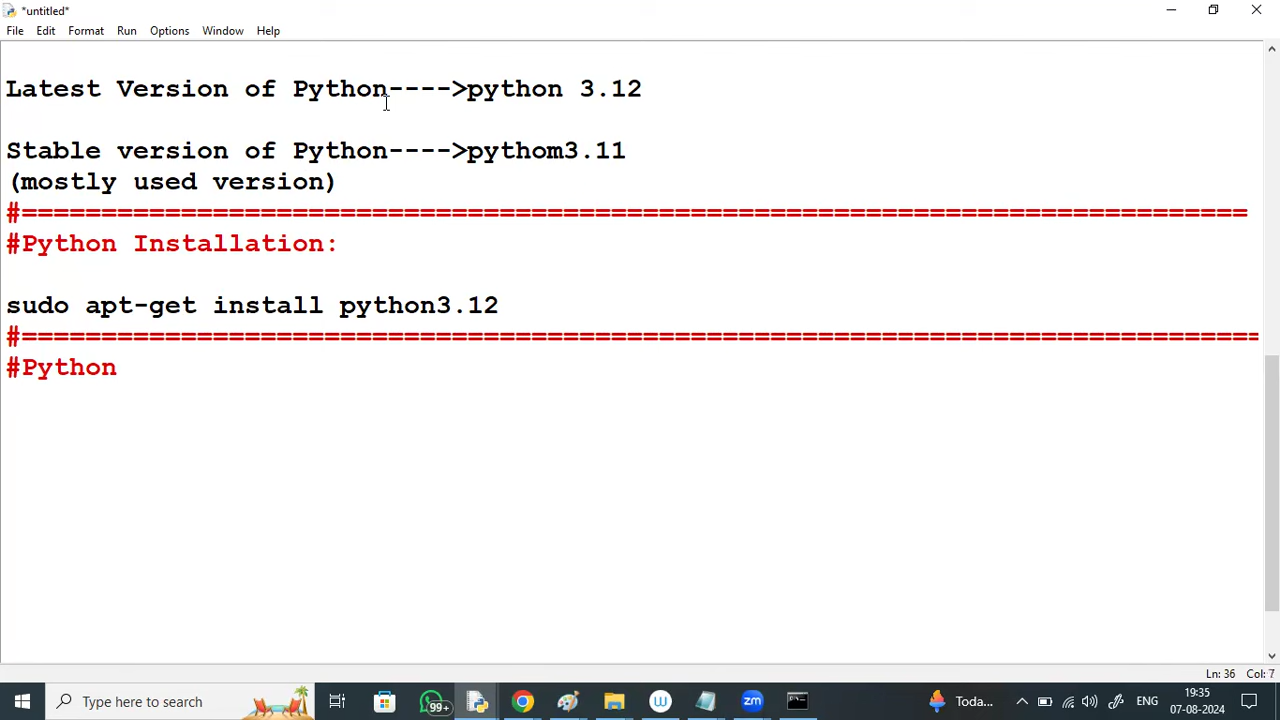 *untitled*
File Edit Format Run Options Window Help
Latest Version of Python---->python 3.12
Stable version of Python---->pythom3.11
(mostly used version)
#==============================================================================
#Python Installation:
sudo apt-get install python3.12
#===============================================================================
#Python
Ln: 36 Col: 7
Type here to search
99+
Toda...
ENG
19:35
07-08-2024